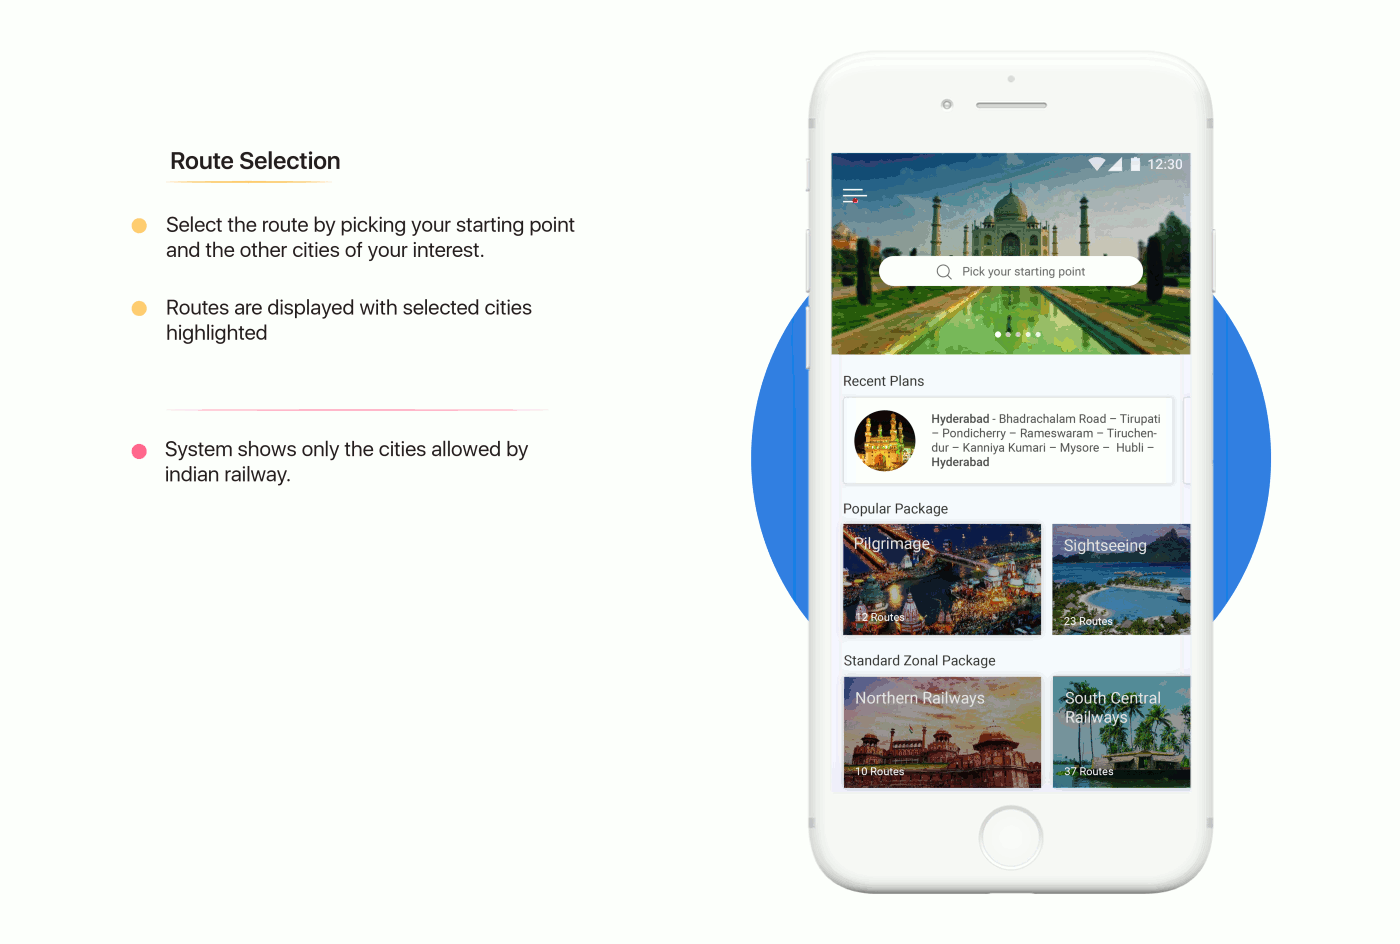 Route Selection
Select the route by picking your starting point
and the other cities of your interest.
Routes are displayed with selected cities
highlighted
System shows only the cities allowed by
indian railway.
12:30
Pick your starting point
Recent Plans
Hyderabad - Bhadrachalam Road – Tirupati
– Pondicherry – Rameswaram – Tiruchen-
dur – Kanniya Kumari – Mysore – Hubli –
Hyderabad
Popular Package
Pilgrimage
12 Routes
Sightseeing
23 Routes
Standard Zonal Package
Northern Railways
10 Routes
South Central
Railways
37 Routes